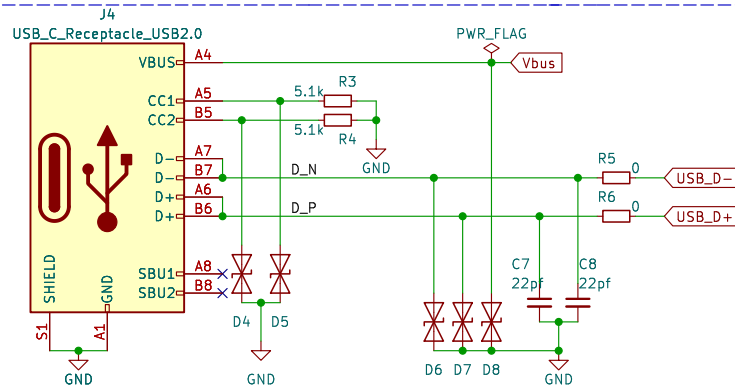 J4
USB_C_Receptacle_USB2.0
PWR_FLAG
VBUS A4
Vbus
CC1 A5
5.1k R3
CC2 B5
5.1k R4
GND
D- A7
D- B7
D_N
R5 0
USB_D-
D+ A6
D+ B6
D_P
R6 0
USB_D+
SHIELD
GND
SBU1 A8
SBU2 B8
C7
22pf
C8
22pf
S1
A1
D4
D5
D6
D7
D8
GND
GND
GND